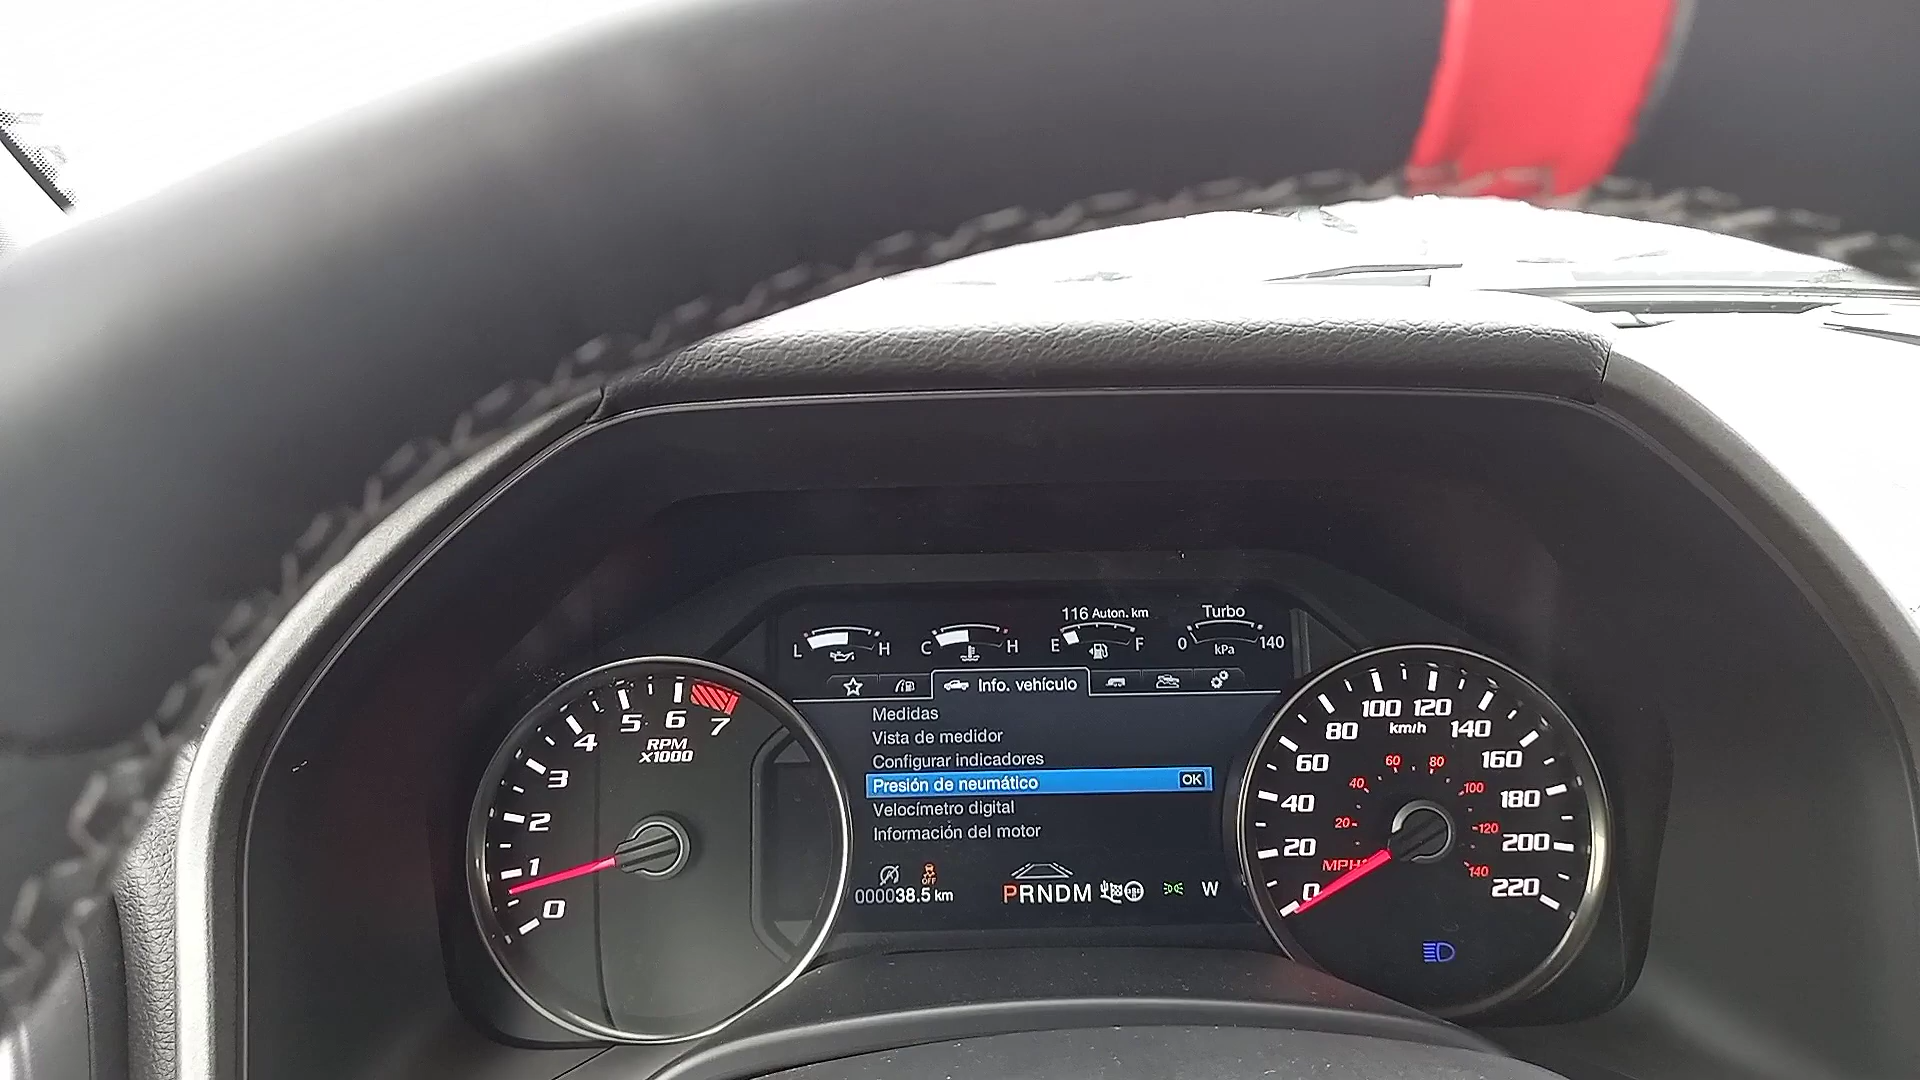 116 Auton. km
Turbo
L H
C H
E F
0 kPa 140
Info. vehículo
Medidas
Vista de medidor
Configurar indicadores
Presión de neumático OK
Velocímetro digital
Información del motor
OFF
000038.5 km
PRNDM
W
0 1 2 3 4 5 6 7
RPM
X1000
0 20 40 60 80 100 120 140 160 180 200 220
km/h
20 40 60 80 100 120 140
MPH